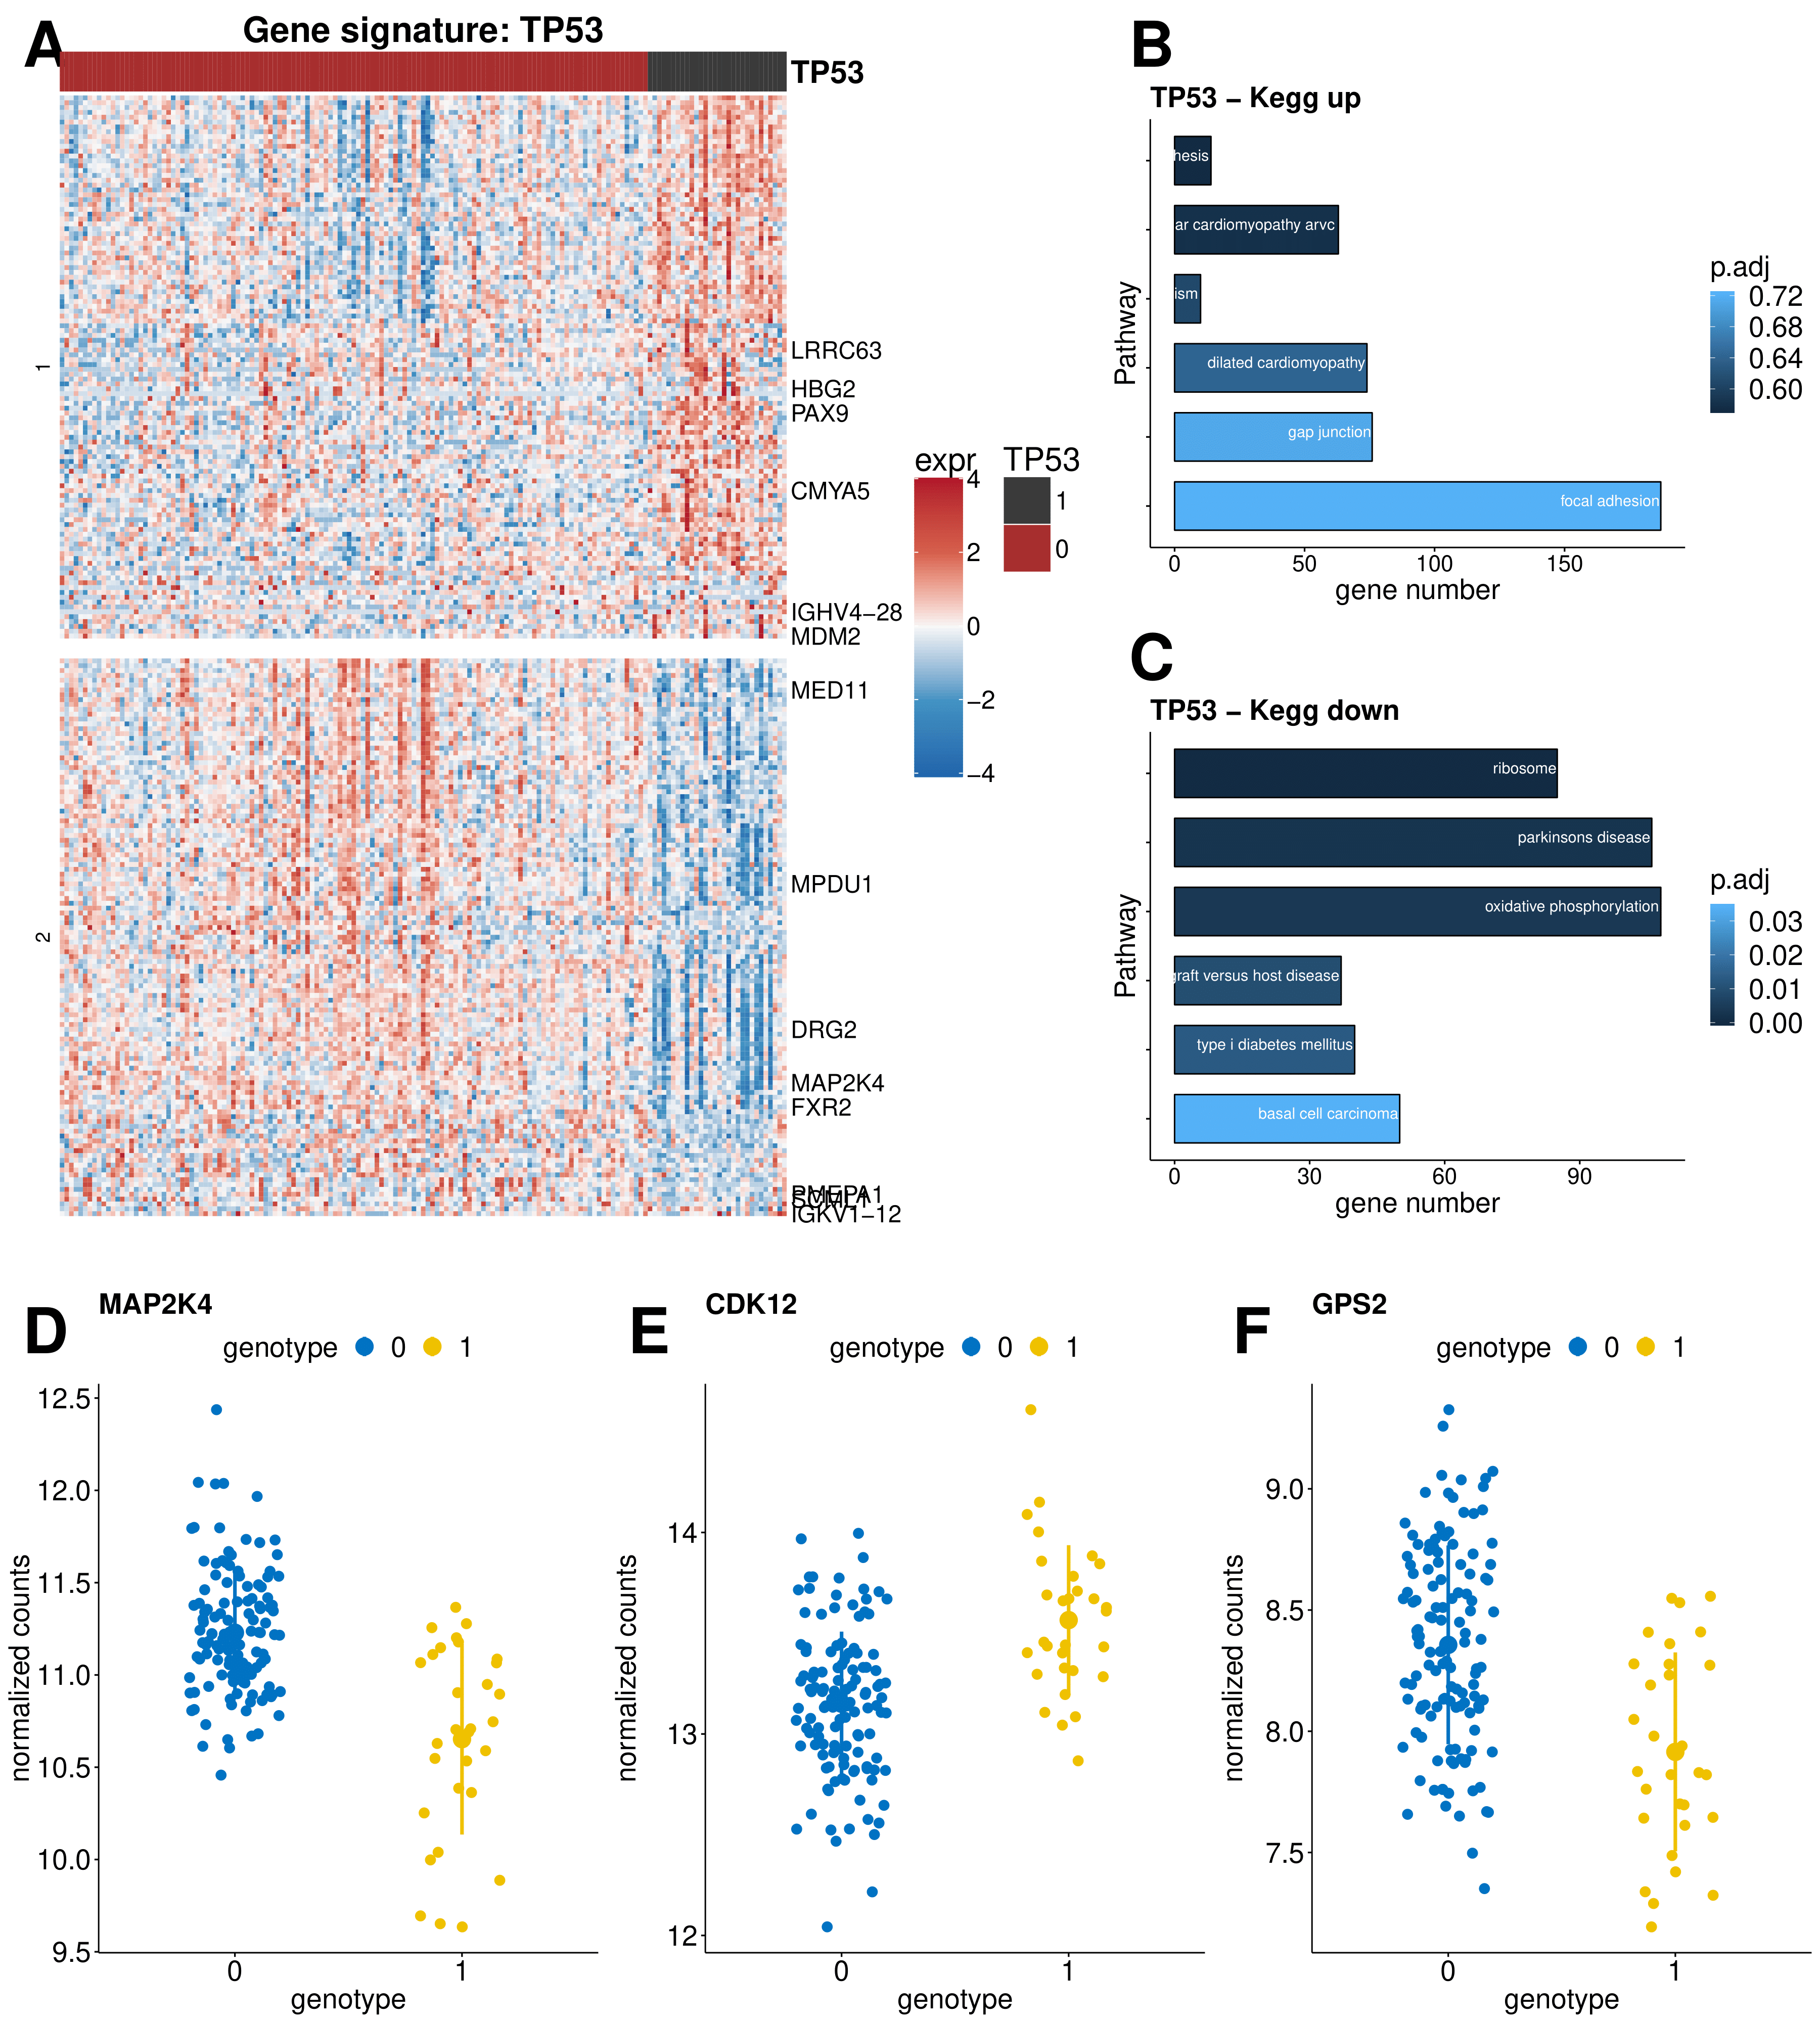 A
Gene signature: TP53
TP53
1
2
LRRC63
HBG2
PAX9
CMYA5
IGHV4−28
MDM2
MED11
MPDU1
DRG2
MAP2K4
FXR2
PMEPA1
IGKV1−12
expr
4
2
0
−2
−4
TP53
1
0
B
TP53 − Kegg up
Pathway
hesis
ar cardiomyopathy arvc
ism
dilated cardiomyopathy
gap junction
focal adhesion
0 50 100 150
gene number
p.adj
0.72
0.68
0.64
0.60
C
TP53 − Kegg down
Pathway
ribosome
parkinsons disease
oxidative phosphorylation
graft versus host disease
type i diabetes mellitus
basal cell carcinoma
0 30 60 90
gene number
p.adj
0.03
0.02
0.01
0.00
D
MAP2K4
genotype 0 1
normalized counts
12.5
12.0
11.5
11.0
10.5
10.0
9.5
0 1
genotype
E
CDK12
genotype 0 1
normalized counts
14
13
12
0 1
genotype
F
GPS2
genotype 0 1
normalized counts
9.0
8.5
8.0
7.5
0 1
genotype